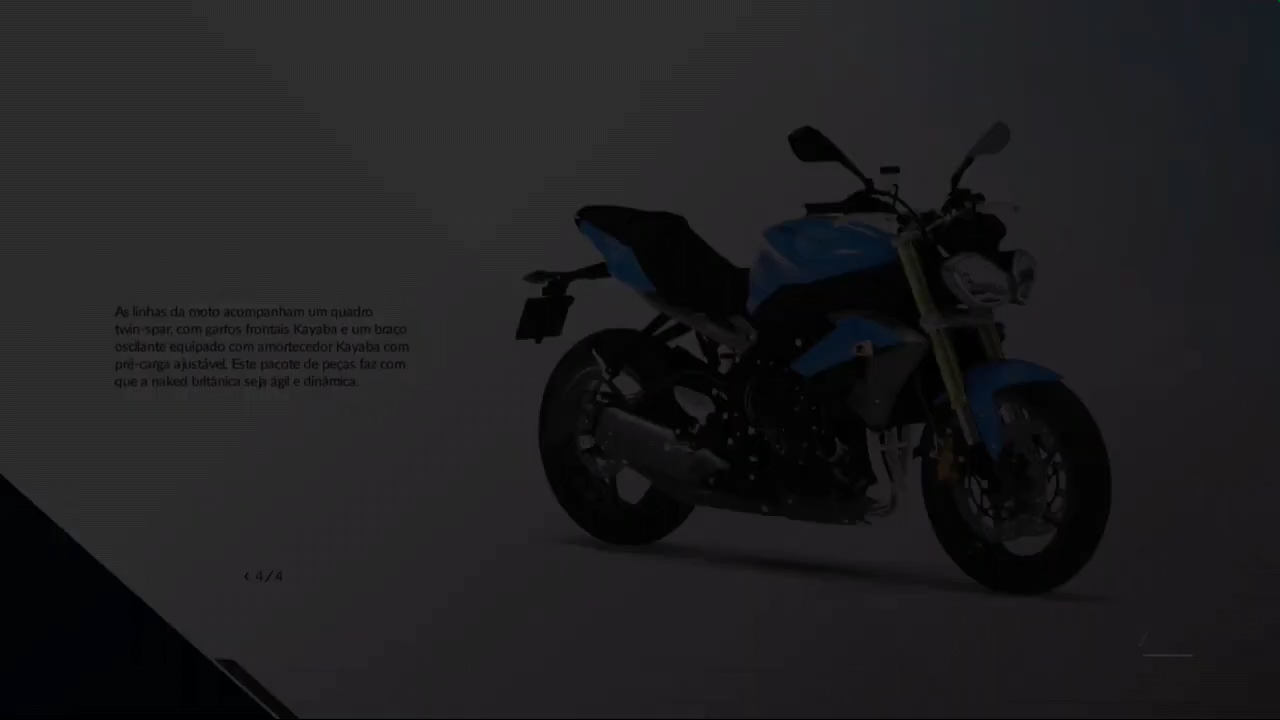 As linhas da moto acompanham um quadro
twin-spar, com garfos frontais Kayaba e um braço
oscilante equipado com amortecedor Kayaba com
pré-carga ajustável. Este pacote de peças faz com
que a naked britânica seja ágil e dinâmica.
< 4/4